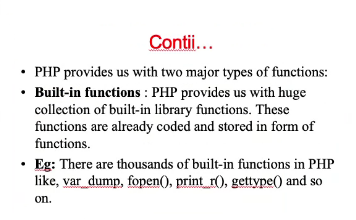 Contii…
• PHP provides us with two major types of functions:
• Built-in functions : PHP provides us with huge
collection of built-in library functions. These
functions are already coded and stored in form of
functions.
• Eg: There are thousands of built-in functions in PHP
like, var_dump, fopen(), print_r(), gettype() and so
on.